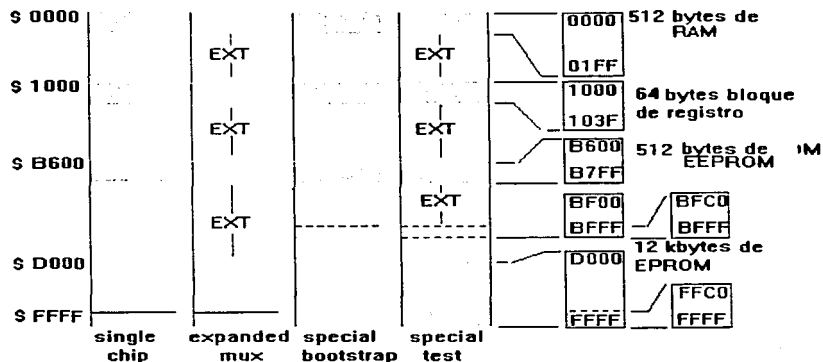 $ 0000
$ 1000
$ B600
$ D000
$ FFFF
EXT
EXT
EXT
EXT
EXT
EXT
single
chip
expanded
mux
special
bootstrap
special
test
0000
01FF
512 bytes de
RAM
1000
103F
64 bytes bloque
de registro
B600
B7FF
512 bytes de
EEPROM
BF00
BFFF
BFC0
BFFF
D000
FFFF
12 kbytes de
EPROM
FFC0
FFFF